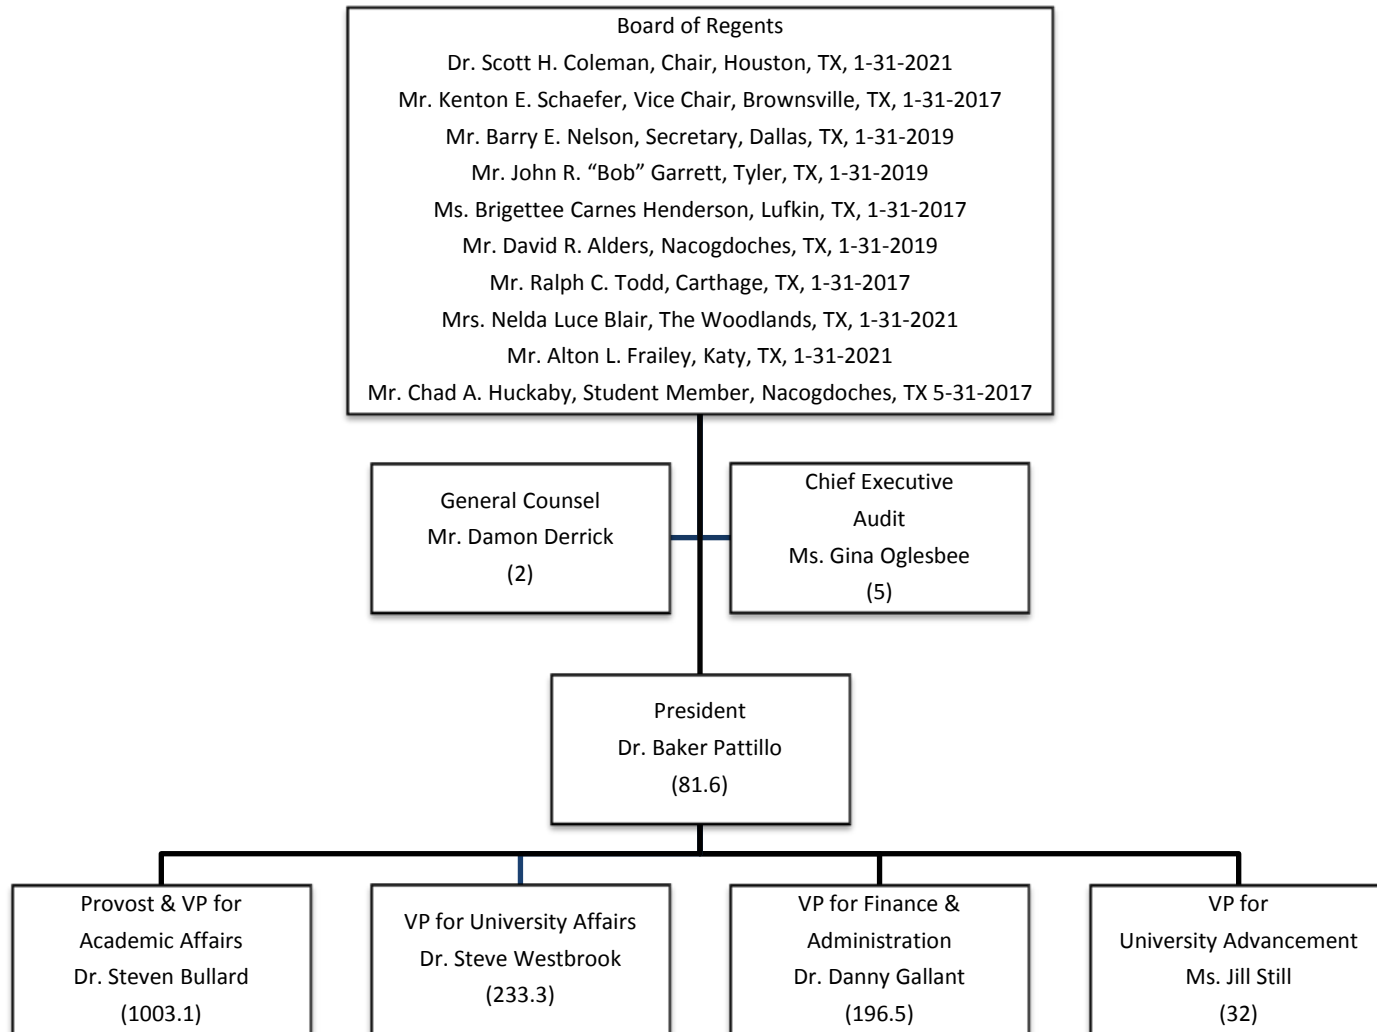 Board of Regents
Dr. Scott H. Coleman, Chair, Houston, TX, 1-31-2021
Mr. Kenton E. Schaefer, Vice Chair, Brownsville, TX, 1-31-2017
Mr. Barry E. Nelson, Secretary, Dallas, TX, 1-31-2019
Mr. John R. “Bob” Garrett, Tyler, TX, 1-31-2019
Ms. Brigettee Carnes Henderson, Lufkin, TX, 1-31-2017
Mr. David R. Alders, Nacogdoches, TX, 1-31-2019
Mr. Ralph C. Todd, Carthage, TX, 1-31-2017
Mrs. Nelda Luce Blair, The Woodlands, TX, 1-31-2021
Mr. Alton L. Frailey, Katy, TX, 1-31-2021
Mr. Chad A. Huckaby, Student Member, Nacogdoches, TX 5-31-2017
General Counsel
Mr. Damon Derrick
(2)
Chief Executive
Audit
Ms. Gina Oglesbee
(5)
President
Dr. Baker Pattillo
(81.6)
Provost & VP for
Academic Affairs
Dr. Steven Bullard
(1003.1)
VP for University Affairs
Dr. Steve Westbrook
(233.3)
VP for Finance &
Administration
Dr. Danny Gallant
(196.5)
VP for
University Advancement
Ms. Jill Still
(32)